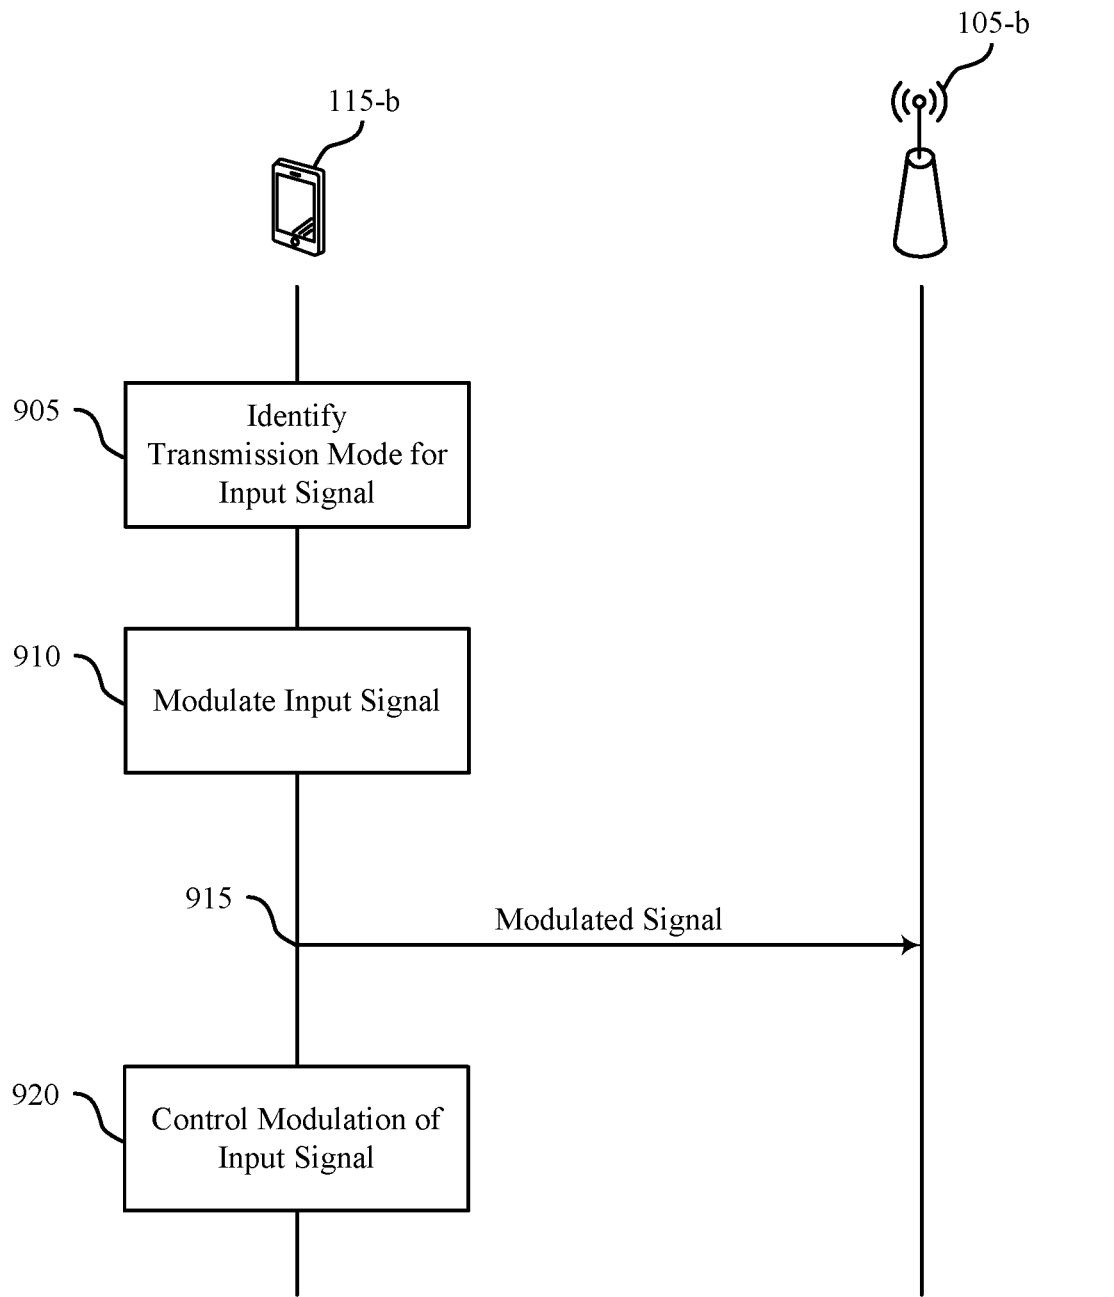 105-b
115-b
905
Identify
Transmission Mode for
Input Signal
910
Modulate Input Signal
915
Modulated Signal
920
Control Modulation of
Input Signal